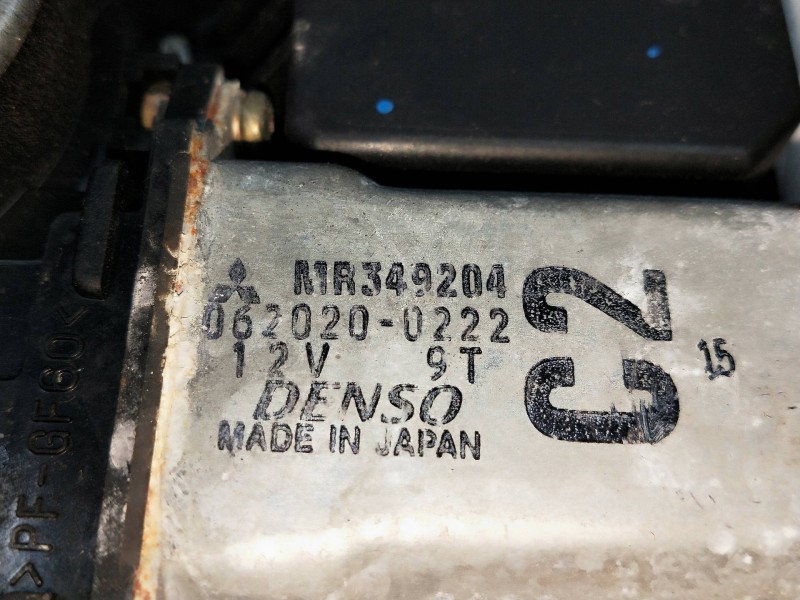 MR349204
062020-0222
12V 9T
DENSO
MADE IN JAPAN
C2
15
>PF-GF60<